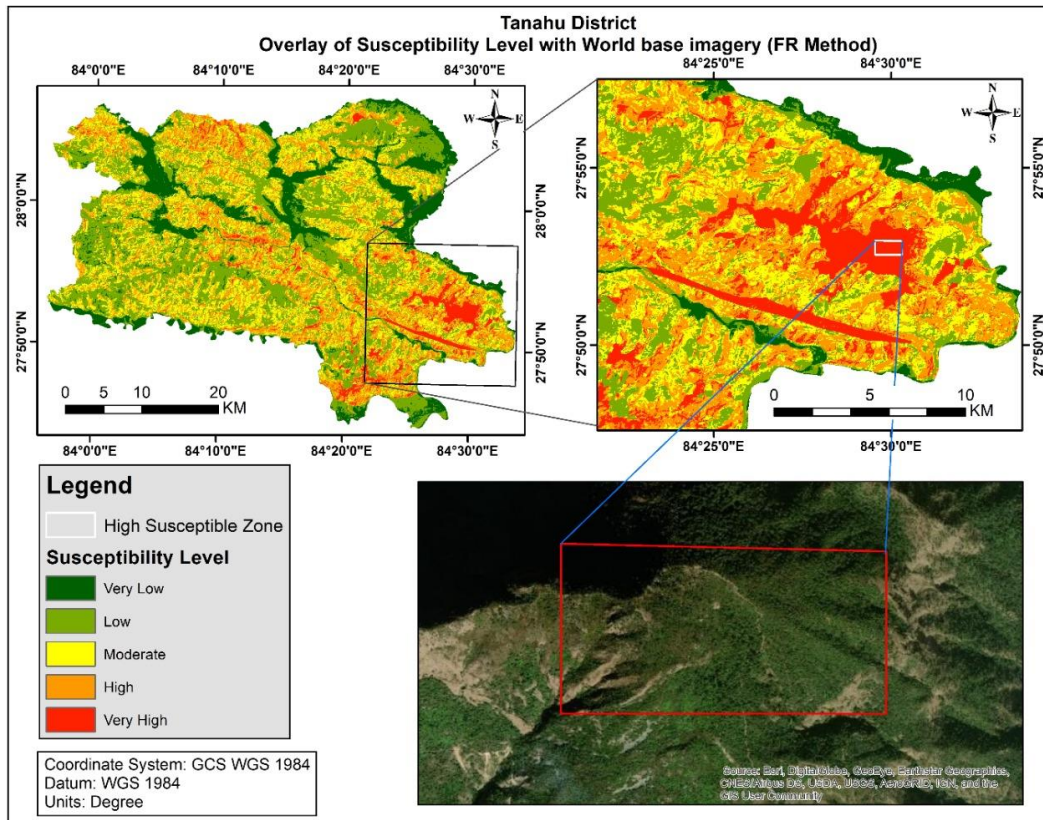 Tanahu District
Overlay of Susceptibility Level with World base imagery (FR Method)
84°0'0"E 84°10'0"E 84°20'0"E 84°30'0"E
84°25'0"E 84°30'0"E
N
W E
S
N
W E
S
28°0'0"N
27°50'0"N
28°0'0"N
27°50'0"N
27°55'0"N
27°50'0"N
27°55'0"N
27°50'0"N
0 5 10 20
KM
0 5 10
KM
84°0'0"E 84°10'0"E 84°20'0"E 84°30'0"E
84°25'0"E 84°30'0"E
Legend
High Susceptible Zone
Susceptibility Level
Very Low
Low
Moderate
High
Very High
Coordinate System: GCS WGS 1984
Datum: WGS 1984
Units: Degree
Source: Esri, DigitalGlobe, GeoEye, Earthstar Geographics,
CNES/Airbus DS, USDA, USGS, AeroGRID, IGN, and the
GIS User Community